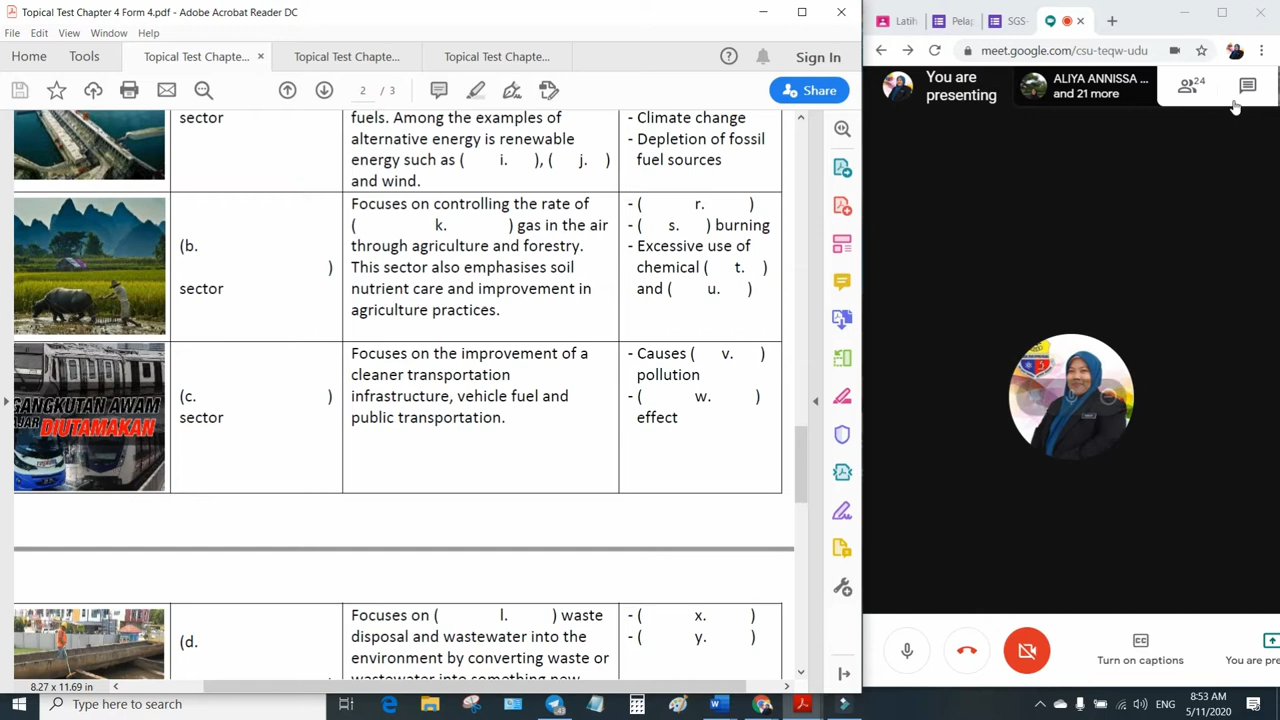 Topical Test Chapter 4 Form 4.pdf - Adobe Acrobat Reader DC
File Edit View Window Help
Home Tools Topical Test Chapte... × Topical Test Chapte... Topical Test Chapte... Sign In
2 / 3 Share
sector
fuels. Among the examples of
alternative energy is renewable
energy such as ( i. ), ( j. )
and wind.
- Climate change
- Depletion of fossil
fuel sources
(b.
)
sector
Focuses on controlling the rate of
( k. ) gas in the air
through agriculture and forestry.
This sector also emphasises soil
nutrient care and improvement in
agriculture practices.
- ( r. )
- ( s. ) burning
- Excessive use of
chemical ( t. )
and ( u. )
ANGKUTAN AWAM
DIUTAMAKAN
(c. )
sector
Focuses on the improvement of a
cleaner transportation
infrastructure, vehicle fuel and
public transportation.
- Causes ( v. )
pollution
- ( w. )
effect
(d.
Focuses on ( l. ) waste
disposal and wastewater into the
environment by converting waste or
wastewater into something new
- ( x. )
- ( y. )
8.27 x 11.69 in
Latih
Pelap
SGS-
meet.google.com/csu-teqw-udu
You are
presenting
ALIYA ANNISSA ...
and 21 more
24
Turn on captions
You are pre
Type here to search
ENG
8:53 AM
5/11/2020